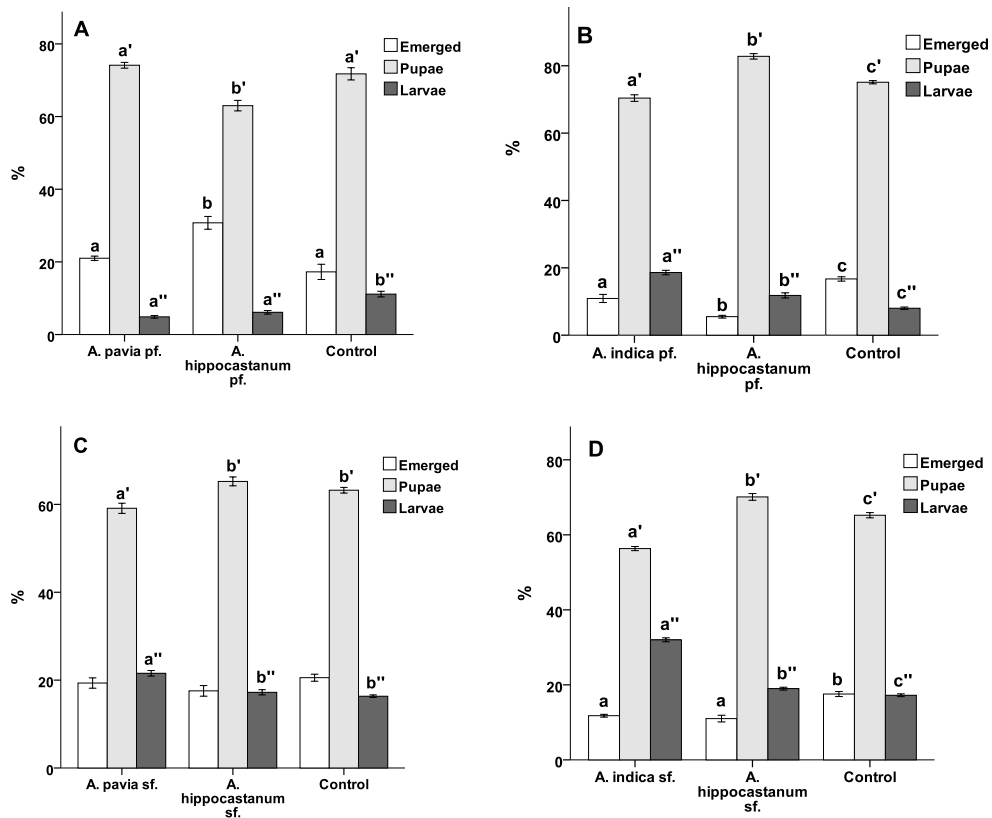 A
80
60
40
20
0
%
a a' a''
b b' a''
a a' b''
Emerged
Pupae
Larvae
A. pavia pf.
A.
hippocastanum
pf.
Control
B
80
60
40
20
0
%
a a' a''
b b' b''
c c' c''
Emerged
Pupae
Larvae
A. indica pf.
A.
hippocastanum
pf.
Control
C
60
40
20
0
%
a' a''
b' b''
b' b''
Emerged
Pupae
Larvae
A. pavia sf.
A.
hippocastanum
sf.
Control
D
80
60
40
20
0
%
a a' a''
a b' b''
b c' c''
Emerged
Pupae
Larvae
A. indica sf.
A.
hippocastanum
sf.
Control